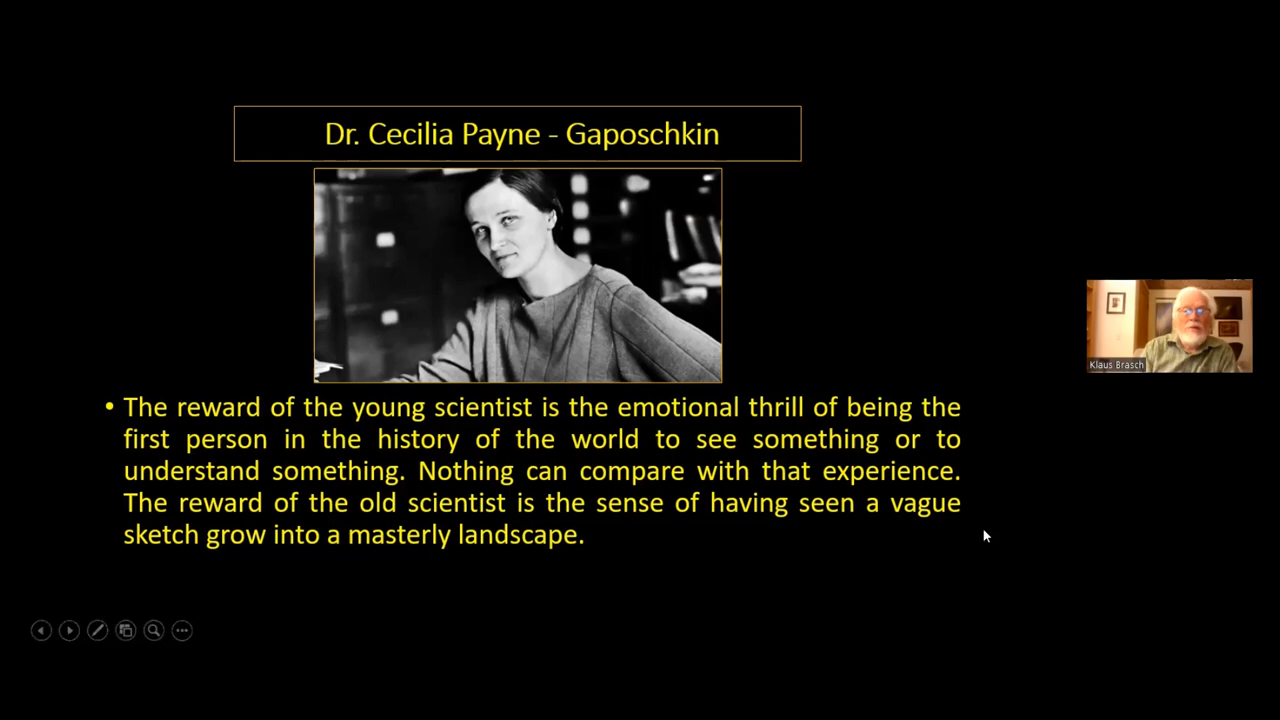 Dr. Cecilia Payne - Gaposchkin
• The reward of the young scientist is the emotional thrill of being the
first person in the history of the world to see something or to
understand something. Nothing can compare with that experience.
The reward of the old scientist is the sense of having seen a vague
sketch grow into a masterly landscape.
Klaus Brasch